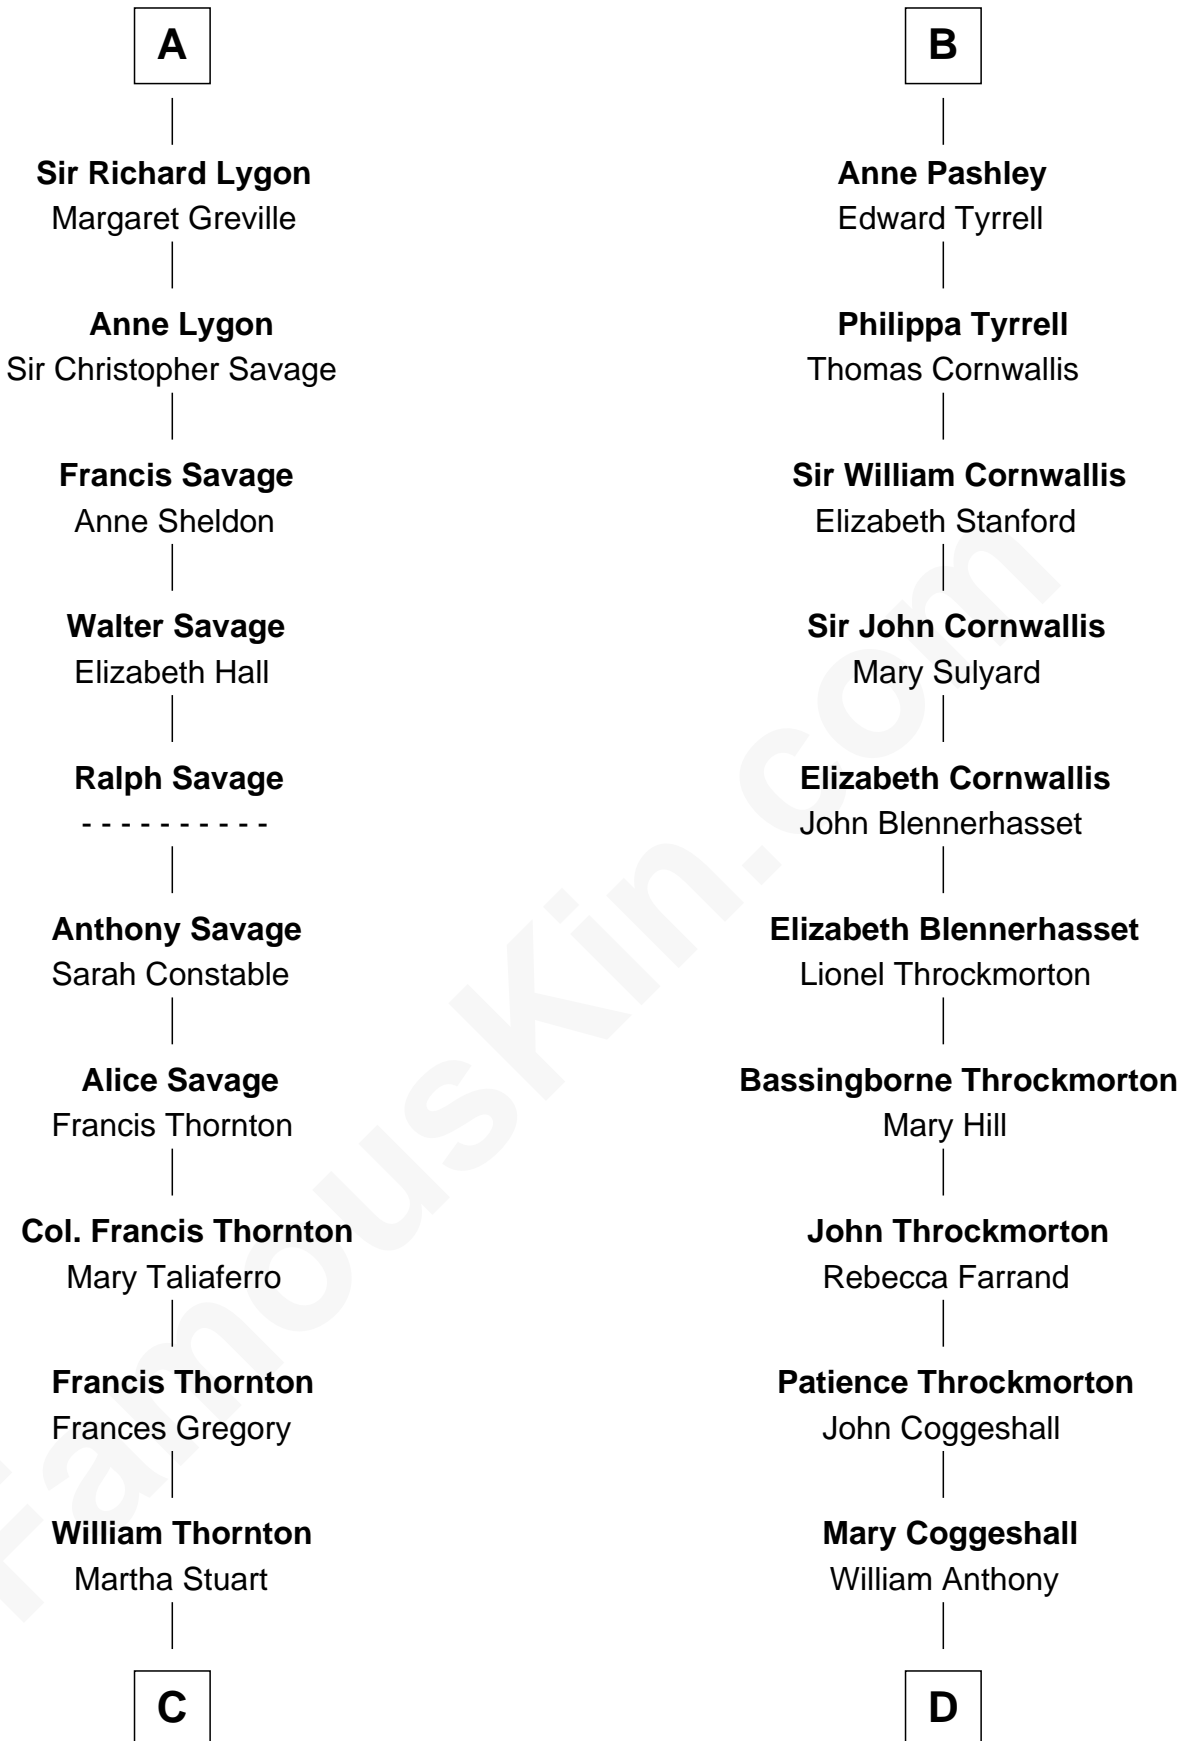 A
Sir Richard Lygon
Margaret Greville
Anne Lygon
Sir Christopher Savage
Francis Savage
Anne Sheldon
Walter Savage
Elizabeth Hall
Ralph Savage
- - - - - - - - - -
Anthony Savage
Sarah Constable
Alice Savage
Francis Thornton
Col. Francis Thornton
Mary Taliaferro
Francis Thornton
Frances Gregory
William Thornton
Martha Stuart
C
B
Anne Pashley
Edward Tyrrell
Philippa Tyrrell
Thomas Cornwallis
Sir William Cornwallis
Elizabeth Stanford
Sir John Cornwallis
Mary Sulyard
Elizabeth Cornwallis
John Blennerhasset
Elizabeth Blennerhasset
Lionel Throckmorton
Bassingborne Throckmorton
Mary Hill
John Throckmorton
Rebecca Farrand
Patience Throckmorton
John Coggeshall
Mary Coggeshall
William Anthony
D
FamousKin.com